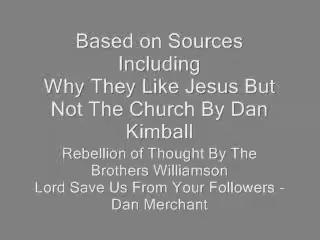 Based on Sources
Including
Why They Like Jesus But
Not The Church By Dan
Kimball
Rebellion of Thought By The
Brothers Williamson
Lord Save Us From Your Followers -
Dan Merchant